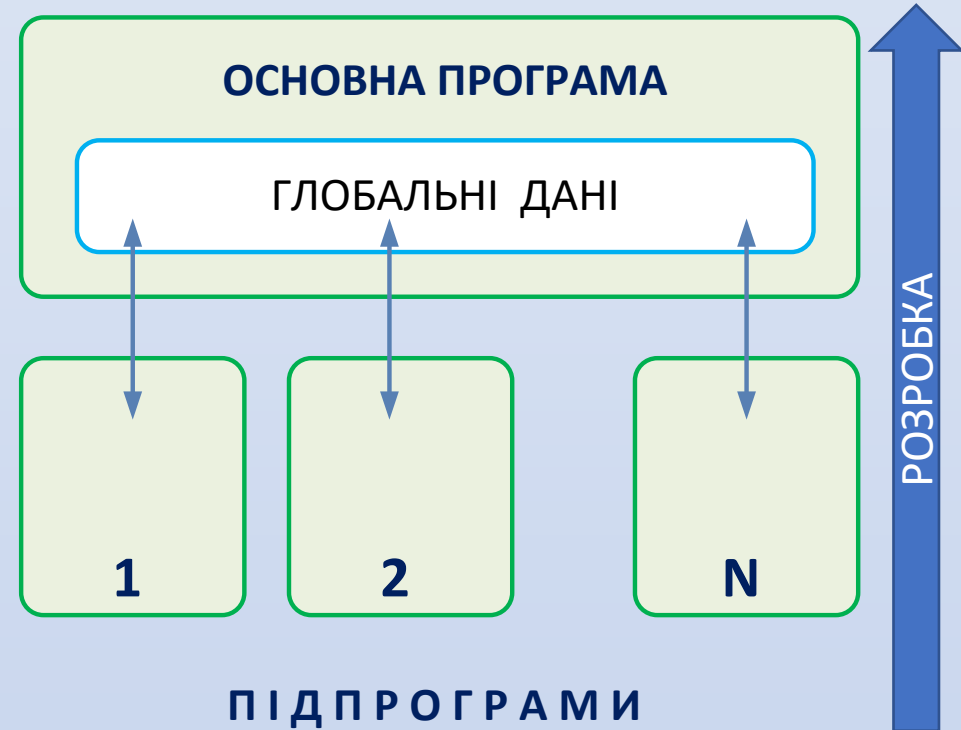 ОСНОВНА ПРОГРАМА
ГЛОБАЛЬНІ ДАНІ
1
2
N
ПІДПРОГРАМИ
РОЗРОБКА